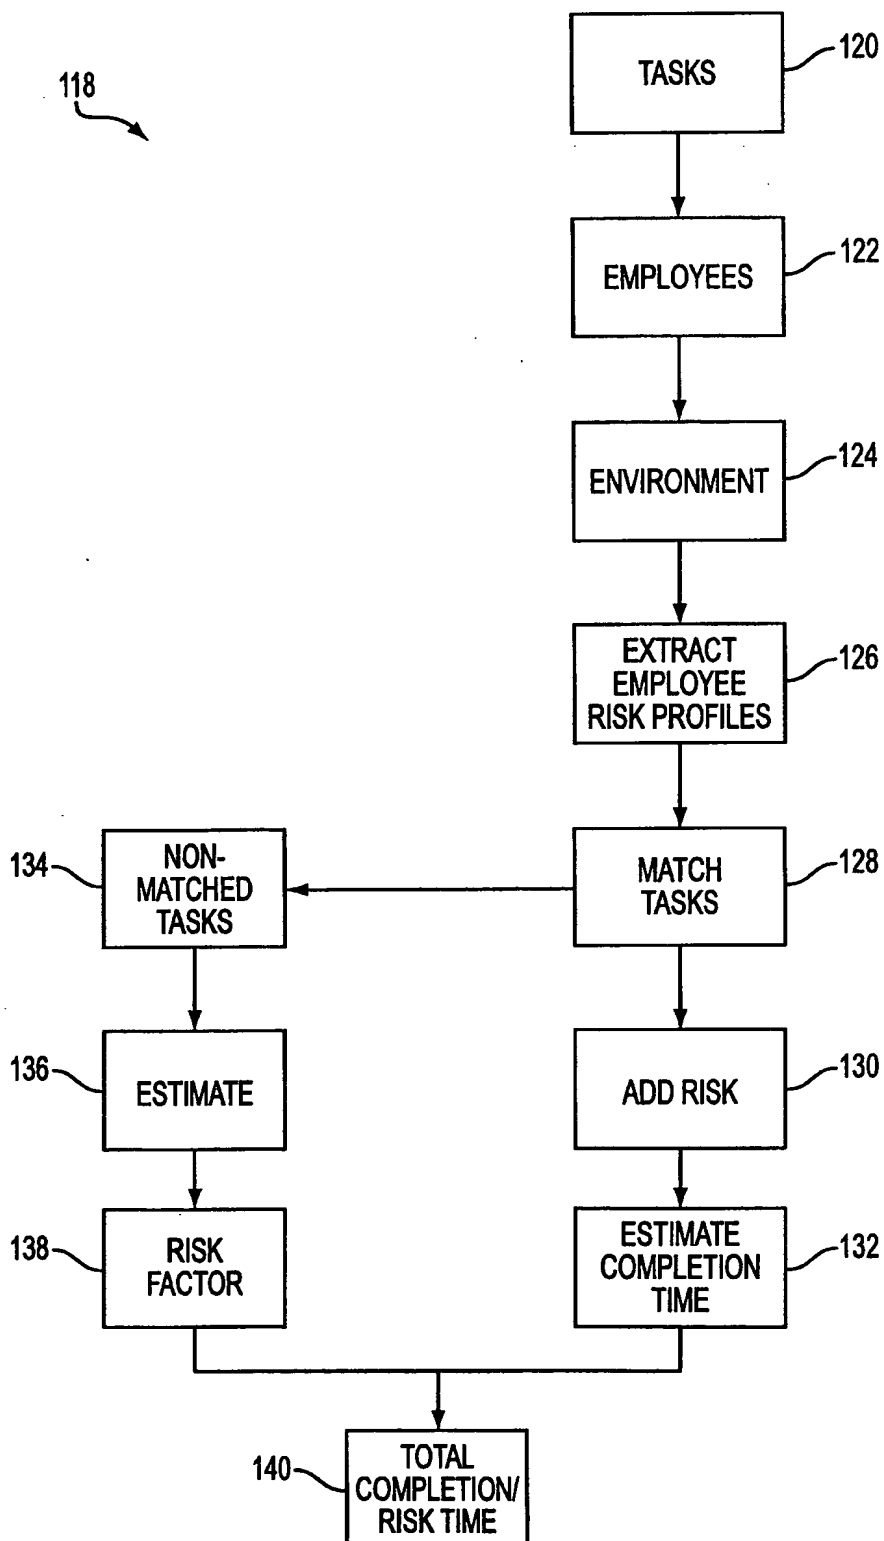 118
TASKS
120
EMPLOYEES
122
ENVIRONMENT
124
EXTRACT
EMPLOYEE
RISK PROFILES
126
134
NON-
MATCHED
TASKS
MATCH
TASKS
128
136
ESTIMATE
ADD RISK
130
138
RISK
FACTOR
ESTIMATE
COMPLETION
TIME
132
140
TOTAL
COMPLETION/
RISK TIME